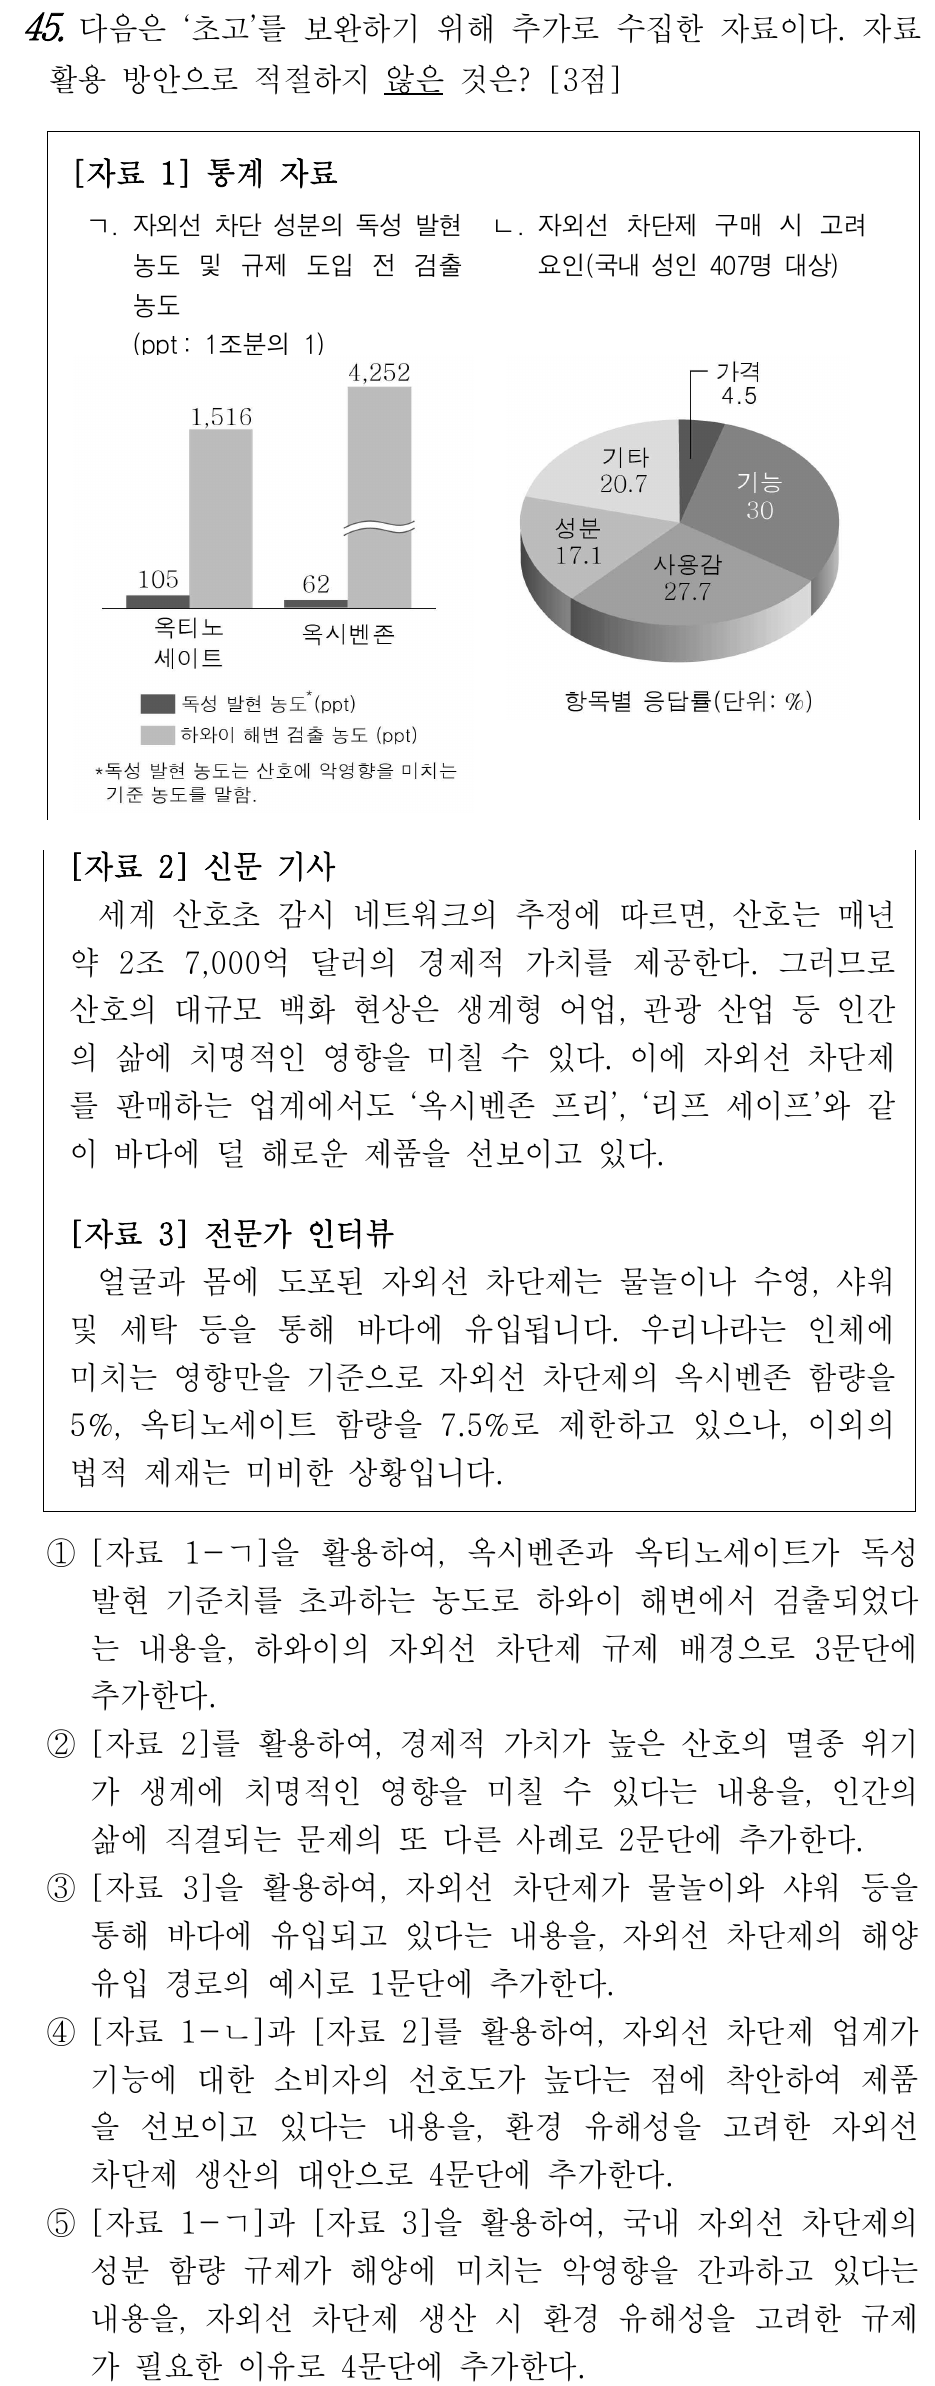 45. 다음은 ‘초고’를 보완하기 위해 추가로 수집한 자료이다. 자료
활용 방안으로 적절하지 않은 것은? [3점]
[자료 1] 통계 자료
ㄱ. 자외선 차단 성분의 독성 발현
농도 및 규제 도입 전 검출
농도
(ppt: 1조분의 1)
4,252
1,516
105
62
옥티노
세이트
옥시벤존
독성 발현 농도*(ppt)
하와이 해변 검출 농도 (ppt)
*독성 발현 농도는 산호에 악영향을 미치는
기준 농도를 말함.
ㄴ. 자외선 차단제 구매 시 고려
요인(국내 성인 407명 대상)
가격
4.5
기타
20.7
기능
30
성분
17.1
사용감
27.7
항목별 응답률(단위: %)
[자료 2] 신문 기사
세계 산호초 감시 네트워크의 추정에 따르면, 산호는 매년
약 2조 7,000억 달러의 경제적 가치를 제공한다. 그러므로
산호의 대규모 백화 현상은 생계형 어업, 관광 산업 등 인간
의 삶에 치명적인 영향을 미칠 수 있다. 이에 자외선 차단제
를 판매하는 업계에서도 ‘옥시벤존 프리’, ‘리프 세이프’와 같
이 바다에 덜 해로운 제품을 선보이고 있다.
[자료 3] 전문가 인터뷰
얼굴과 몸에 도포된 자외선 차단제는 물놀이나 수영, 샤워
및 세탁 등을 통해 바다에 유입됩니다. 우리나라는 인체에
미치는 영향만을 기준으로 자외선 차단제의 옥시벤존 함량을
5%, 옥티노세이트 함량을 7.5%로 제한하고 있으나, 이외의
법적 제재는 미비한 상황입니다.
① [자료 1-ㄱ]을 활용하여, 옥시벤존과 옥티노세이트가 독성
발현 기준치를 초과하는 농도로 하와이 해변에서 검출되었다
는 내용을, 하와이의 자외선 차단제 규제 배경으로 3문단에
추가한다.
② [자료 2]를 활용하여, 경제적 가치가 높은 산호의 멸종 위기
가 생계에 치명적인 영향을 미칠 수 있다는 내용을, 인간의
삶에 직결되는 문제의 또 다른 사례로 2문단에 추가한다.
③ [자료 3]을 활용하여, 자외선 차단제가 물놀이와 샤워 등을
통해 바다에 유입되고 있다는 내용을, 자외선 차단제의 해양
유입 경로의 예시로 1문단에 추가한다.
④ [자료 1-ㄴ]과 [자료 2]를 활용하여, 자외선 차단제 업계가
기능에 대한 소비자의 선호도가 높다는 점에 착안하여 제품
을 선보이고 있다는 내용을, 환경 유해성을 고려한 자외선
차단제 생산의 대안으로 4문단에 추가한다.
⑤ [자료 1-ㄱ]과 [자료 3]을 활용하여, 국내 자외선 차단제의
성분 함량 규제가 해양에 미치는 악영향을 간과하고 있다는
내용을, 자외선 차단제 생산 시 환경 유해성을 고려한 규제
가 필요한 이유로 4문단에 추가한다.